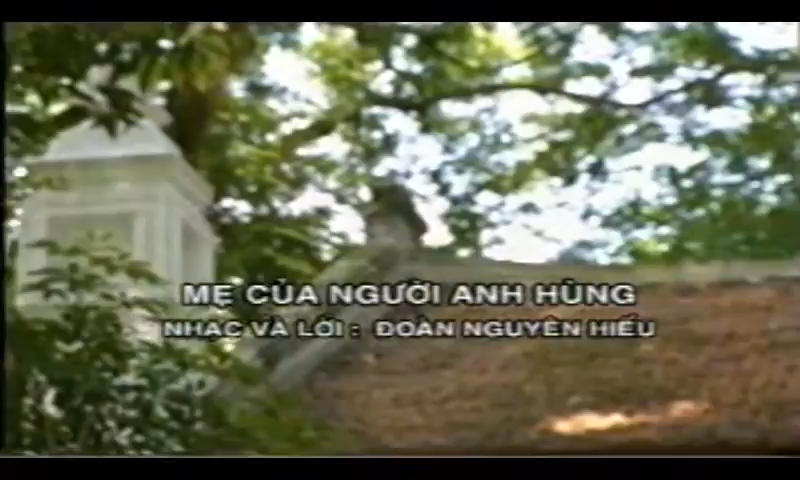 MẸ CỦA NGƯỜI ANH HÙNG
NHẠC VÀ LỜI : ĐOÀN NGUYÊN HIẾU